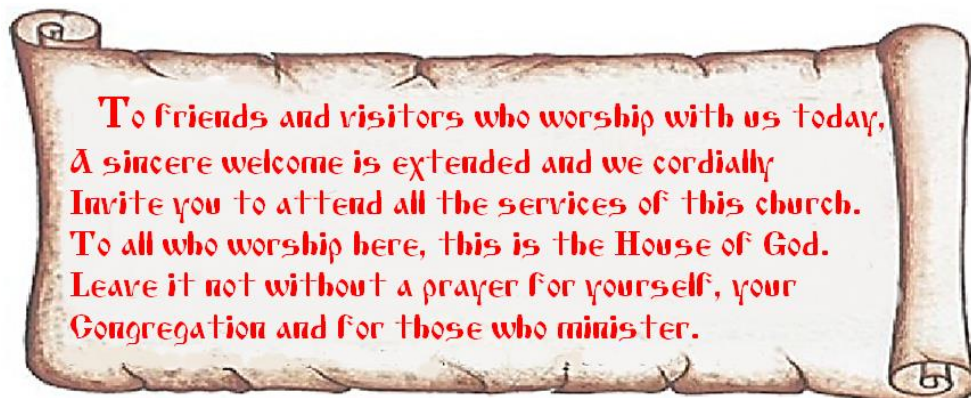 To friends and visitors who worship with us today,
A sincere welcome is extended and we cordially
Invite you to attend all the services of this church.
To all who worship here, this is the House of God.
Leave it not without a prayer for yourself, your
Congregation and for those who minister.